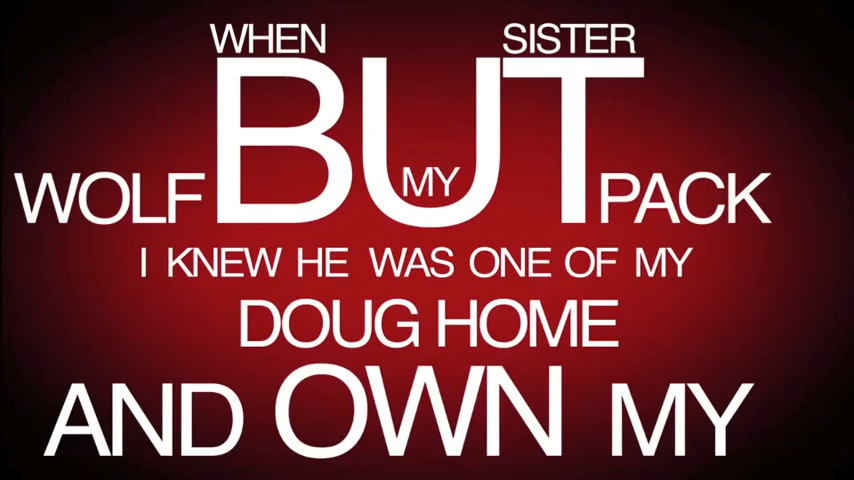 WHEN SISTER
WOLF BUT MY PACK
I KNEW HE WAS ONE OF MY
DOUG HOME
AND OWN MY